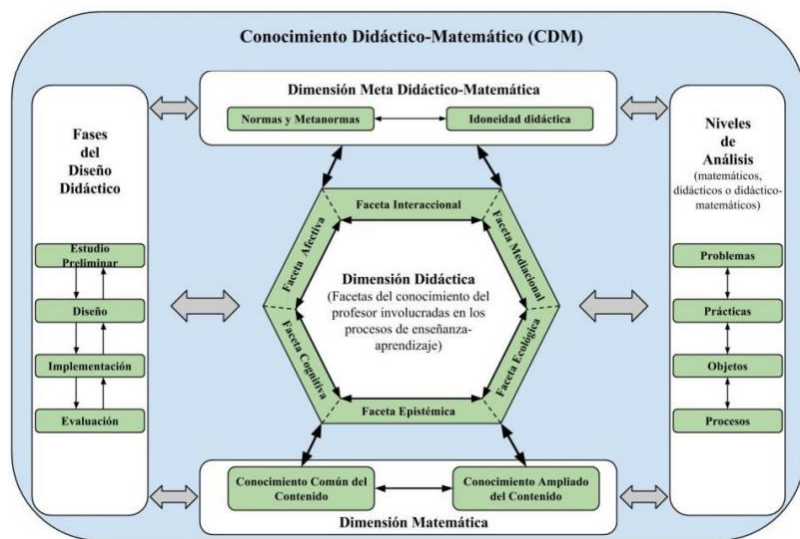 Conocimiento Didáctico-Matemático (CDM)
Dimensión Meta Didáctico-Matemática
Normas y Metanormas
Idoneidad didáctica
Fases
del
Diseño
Didáctico
Estudio
Preliminar
Diseño
Implementación
Evaluación
Faceta Interaccional
Faceta Afectiva
Faceta Mediacional
Dimensión Didáctica
(Facetas del conocimiento del
profesor involucradas en los
procesos de enseñanza-
aprendizaje)
Faceta Cognitiva
Faceta Ecológica
Faceta Epistémica
Niveles
de
Análisis
(matemáticos,
didácticos o didáctico-
matemáticos)
Problemas
Prácticas
Objetos
Procesos
Conocimiento Común del
Contenido
Conocimiento Ampliado
del Contenido
Dimensión Matemática